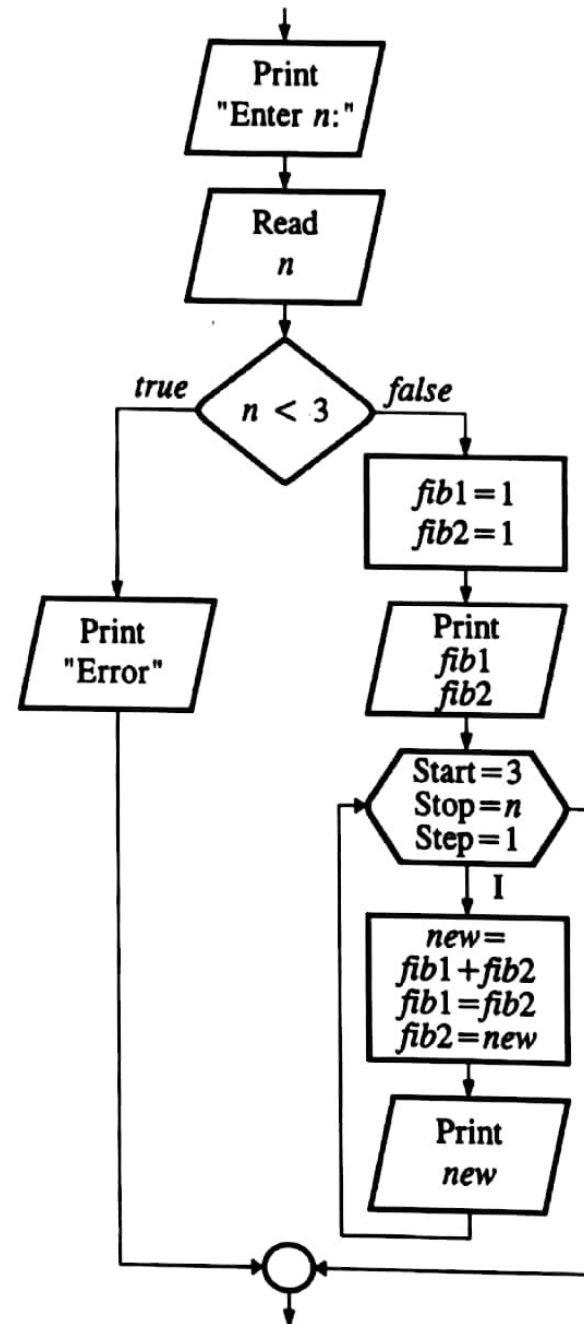 Print
"Enter n:"
Read
n
true
n < 3
false
fib1=1
fib2=1
Print
"Error"
Print
fib1
fib2
Start=3
Stop=n
Step=1
I
new=
fib1+fib2
fib1=fib2
fib2=new
Print
new